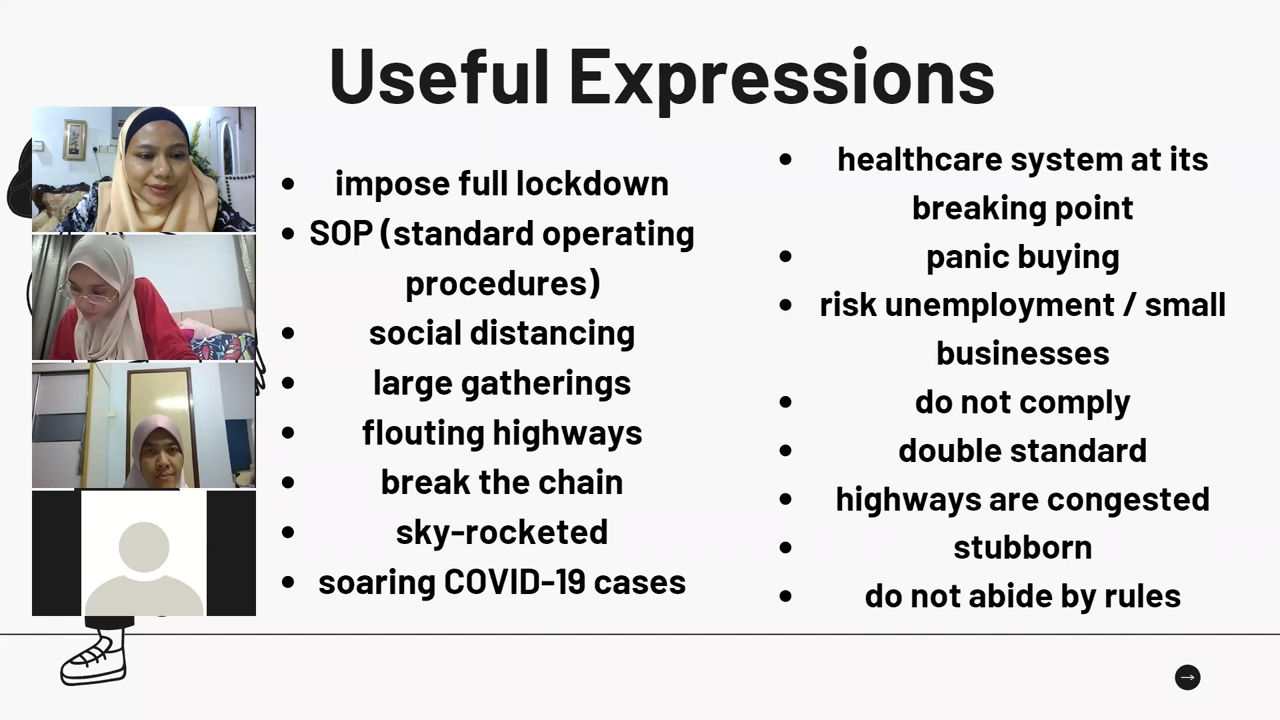 Useful Expressions
impose full lockdown
SOP (standard operating
procedures)
social distancing
large gatherings
flouting highways
break the chain
sky-rocketed
soaring COVID-19 cases
healthcare system at its
breaking point
panic buying
risk unemployment / small
businesses
do not comply
double standard
highways are congested
stubborn
do not abide by rules